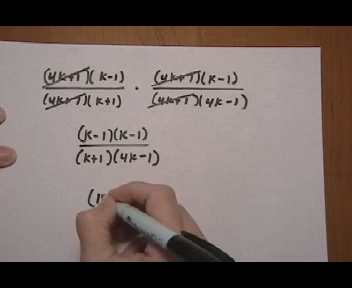 (4k+1)(k-1) / (4k+1)(k+1) · (4k+1)(k-1) / (4k+1)(4k-1)
(k-1)(k-1) / (k+1)(4k-1)
(